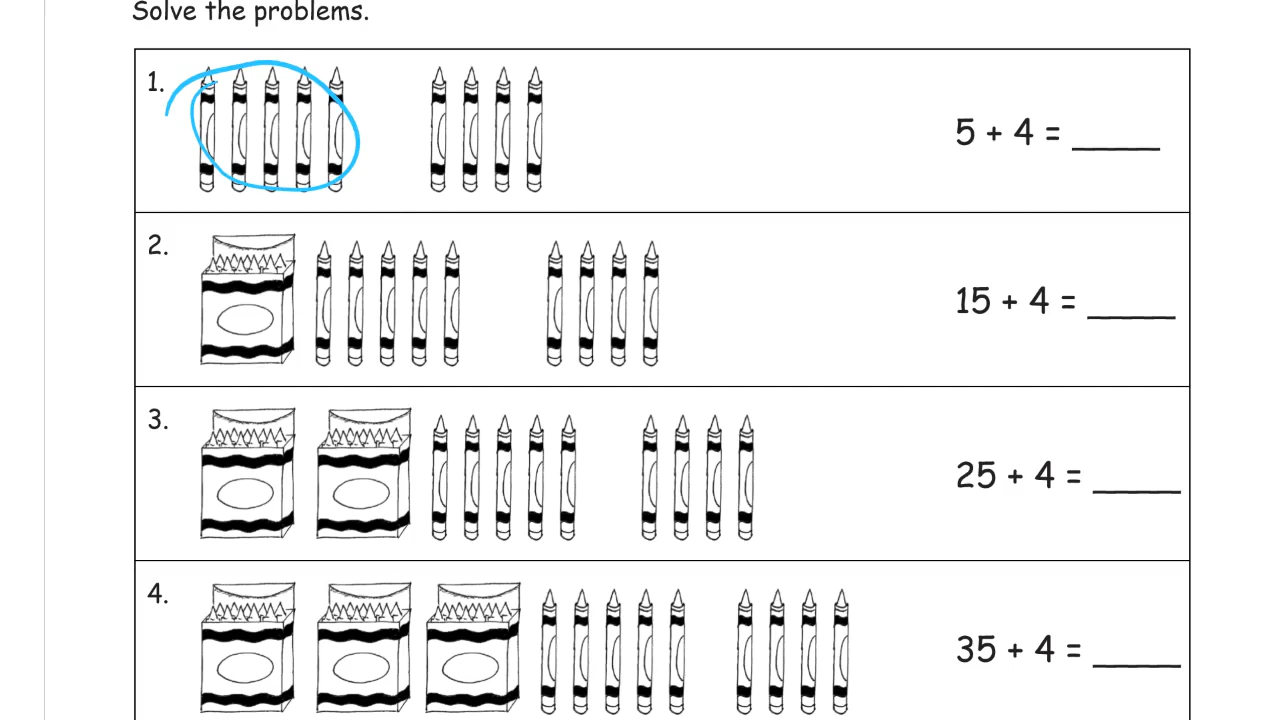 Solve the problems.
1.
5 + 4 = _____
2.
15 + 4 = _____
3.
25 + 4 = _____
4.
35 + 4 = _____